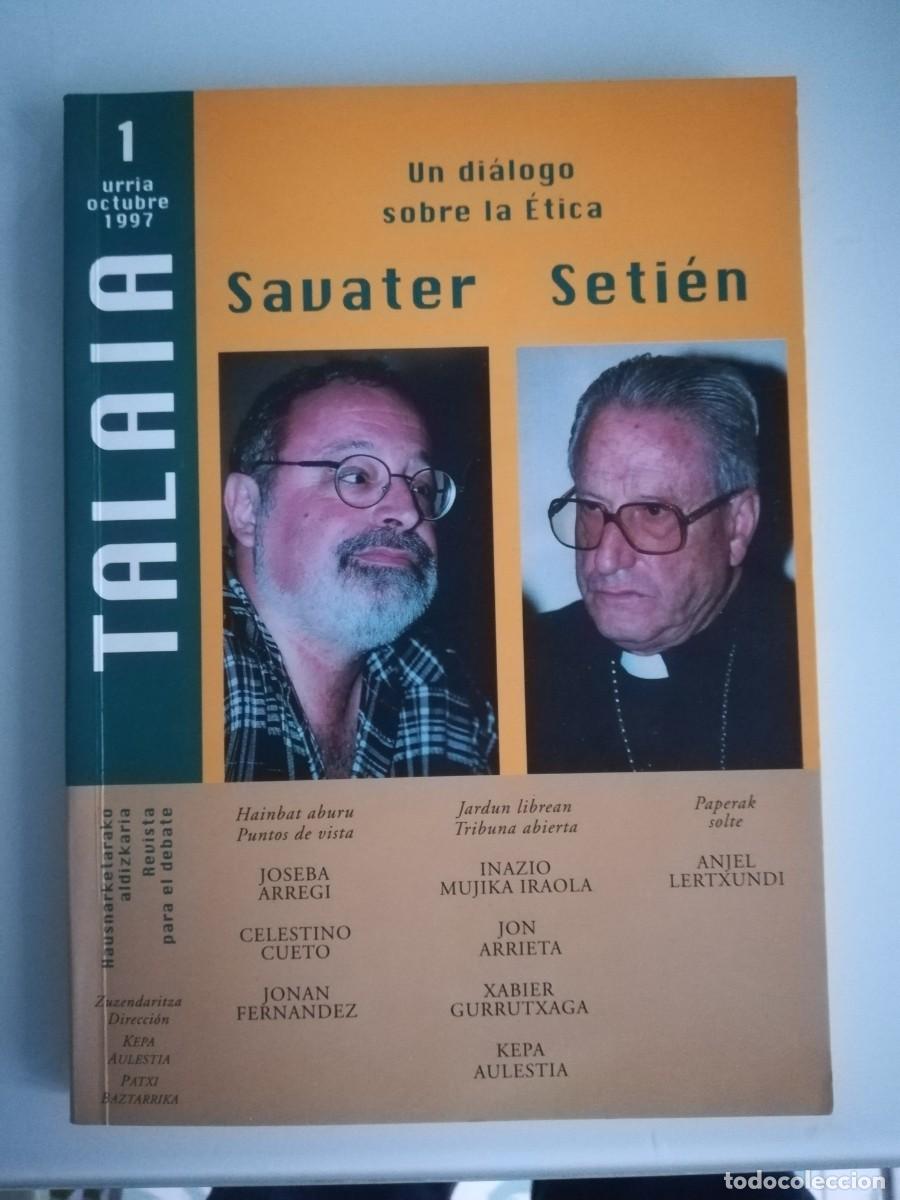 1
urria
octubre
1997
TALAIA
Un diálogo
sobre la Ética
Savater Setién
Hausnarketarako
aldizkaria
Revista
para el debate
Zuzendaritza
Dirección
KEPA
AULESTIA
PATXI
BAZTARRIKA
Hainbat aburu
Puntos de vista
JOSEBA
ARREGI
CELESTINO
CUETO
JONAN
FERNANDEZ
Jardun librean
Tribuna abierta
INAZIO
MUJIKA IRAOLA
JON
ARRIETA
XABIER
GURRUTXAGA
KEPA
AULESTIA
Paperak
solte
ANJEL
LERTXUNDI
todocoleccion